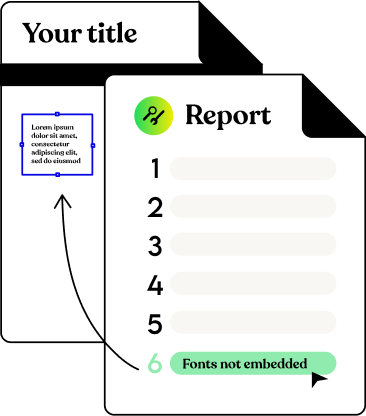 Your title
Lorem ipsum
dolor sit amet,
consectetur
adipiscing elit,
sed do eiusmod
Report
1
2
3
4
5
6 Fonts not embedded